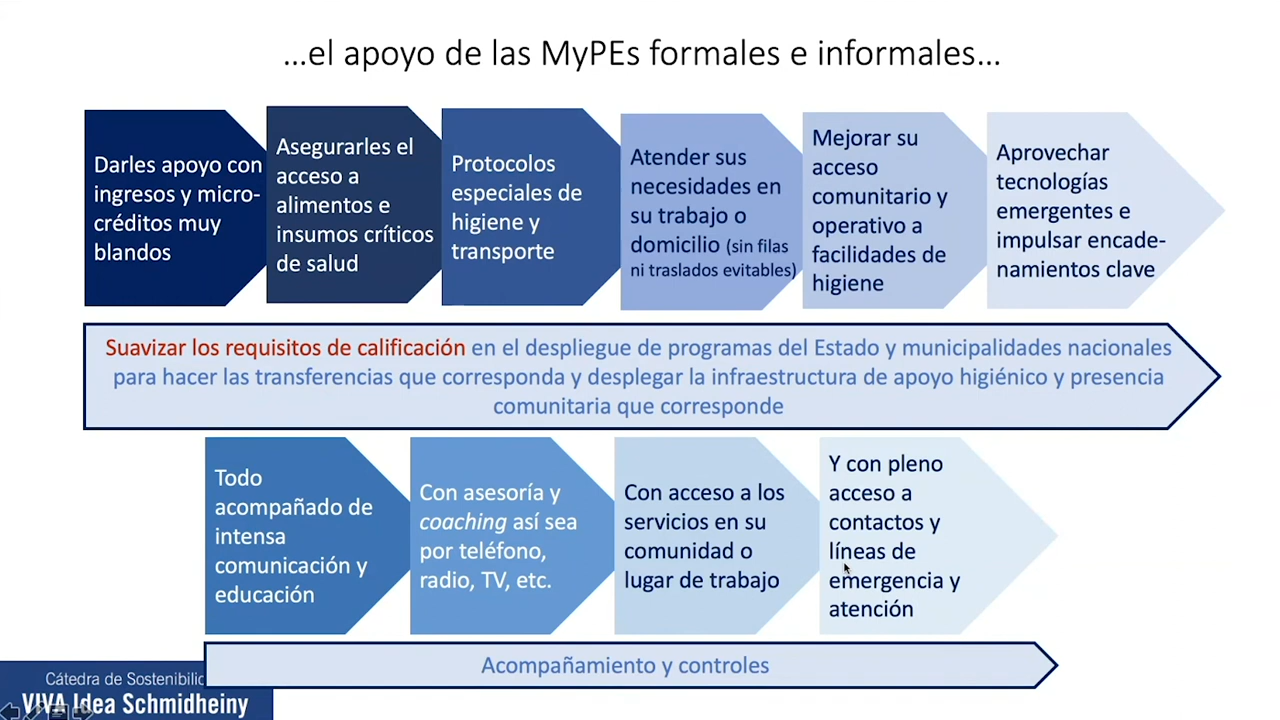 ...el apoyo de las MyPEs formales e informales...
Darles apoyo con
ingresos y micro-
créditos muy
blandos
Asegurarles el
acceso a
alimentos e
insumos críticos
de salud
Protocolos
especiales de
higiene y
transporte
Atender sus
necesidades en
su trabajo o
domicilio (sin filas
ni traslados evitables)
Mejorar su
acceso
comunitario y
operativo a
facilidades de
higiene
Aprovechar
tecnologías
emergentes e
impulsar encade-
namientos clave
Suavizar los requisitos de calificación en el despliegue de programas del Estado y municipalidades nacionales
para hacer las transferencias que corresponda y desplegar la infraestructura de apoyo higiénico y presencia
comunitaria que corresponde
Todo
acompañado de
intensa
comunicación y
educación
Con asesoría y
coaching así sea
por teléfono,
radio, TV, etc.
Con acceso a los
servicios en su
comunidad o
lugar de trabajo
Y con pleno
acceso a
contactos y
líneas de
emergencia y
atención
Acompañamiento y controles
Cátedra de Sostenibilid
VIVA Idea Schmidheiny